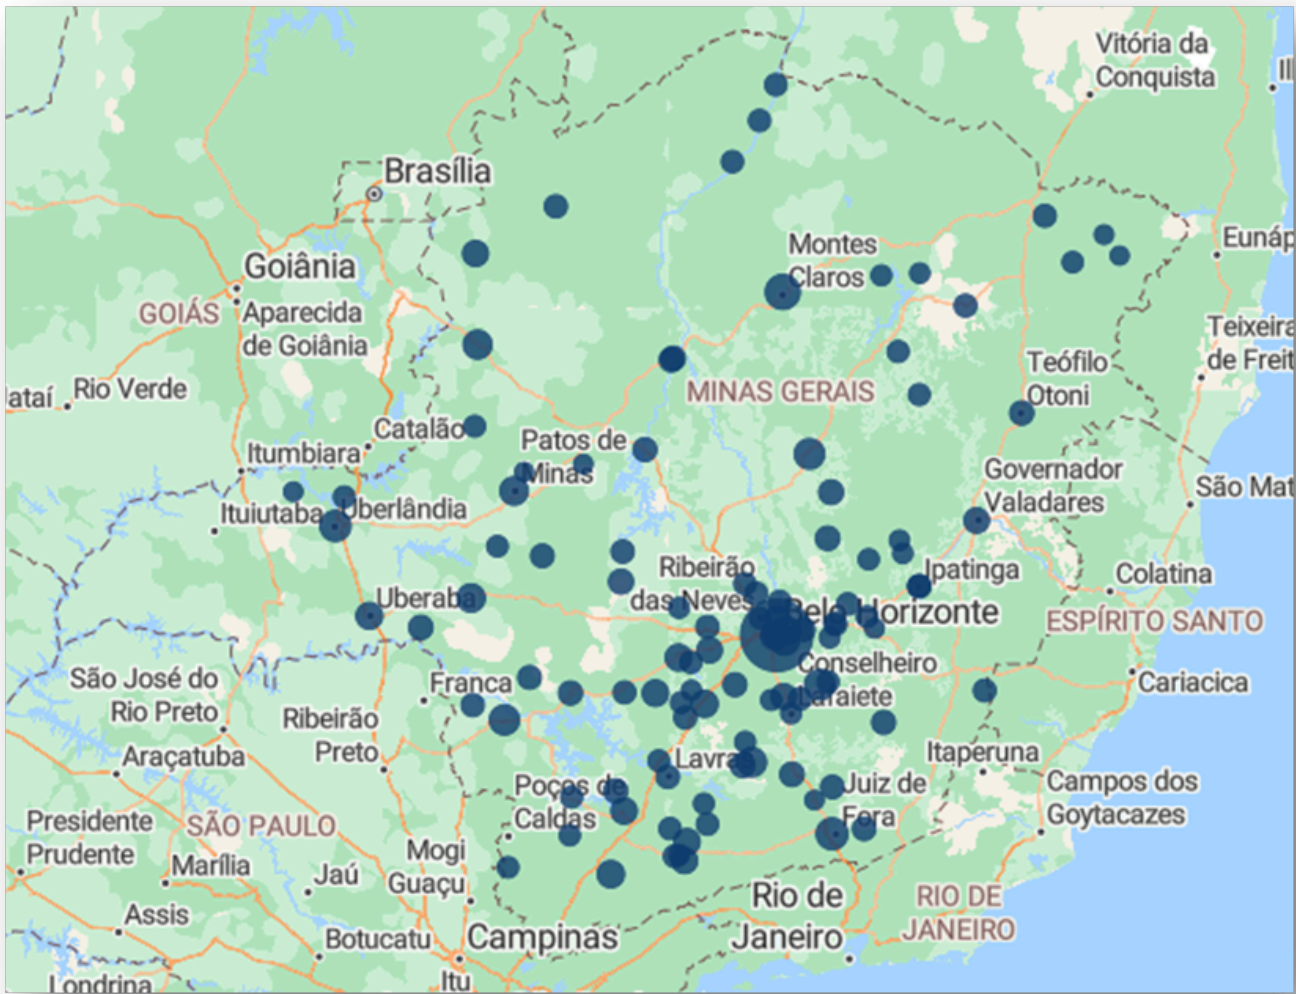 Vitória da
Conquista
Il
Brasília
Eunáp
Montes
Claros
Goiânia
GOIÁS
Aparecida
de Goiânia
Teixeira
de Freit
Teófilo
Otoni
MINAS GERAIS
Rio Verde
Jataí
Catalão
Patos de
Minas
Itumbiara
Governador
Valadares
São Mat
Ituiutaba
Uberlândia
Ribeirão
das Neves
Ipatinga
Colatina
Uberaba
Belo Horizonte
ESPÍRITO SANTO
Conselheiro
Lafaiete
Cariacica
São José do
Rio Preto
Franca
Ribeirão
Preto
Araçatuba
Lavras
Itaperuna
Juiz de
Fora
Campos dos
Goytacazes
Poços de
Caldas
Presidente
Prudente
SÃO PAULO
Mogi
Guaçu
Marília
Jaú
Rio de
Janeiro
RIO DE
JANEIRO
Assis
Botucatu
Campinas
Itu
Londrina